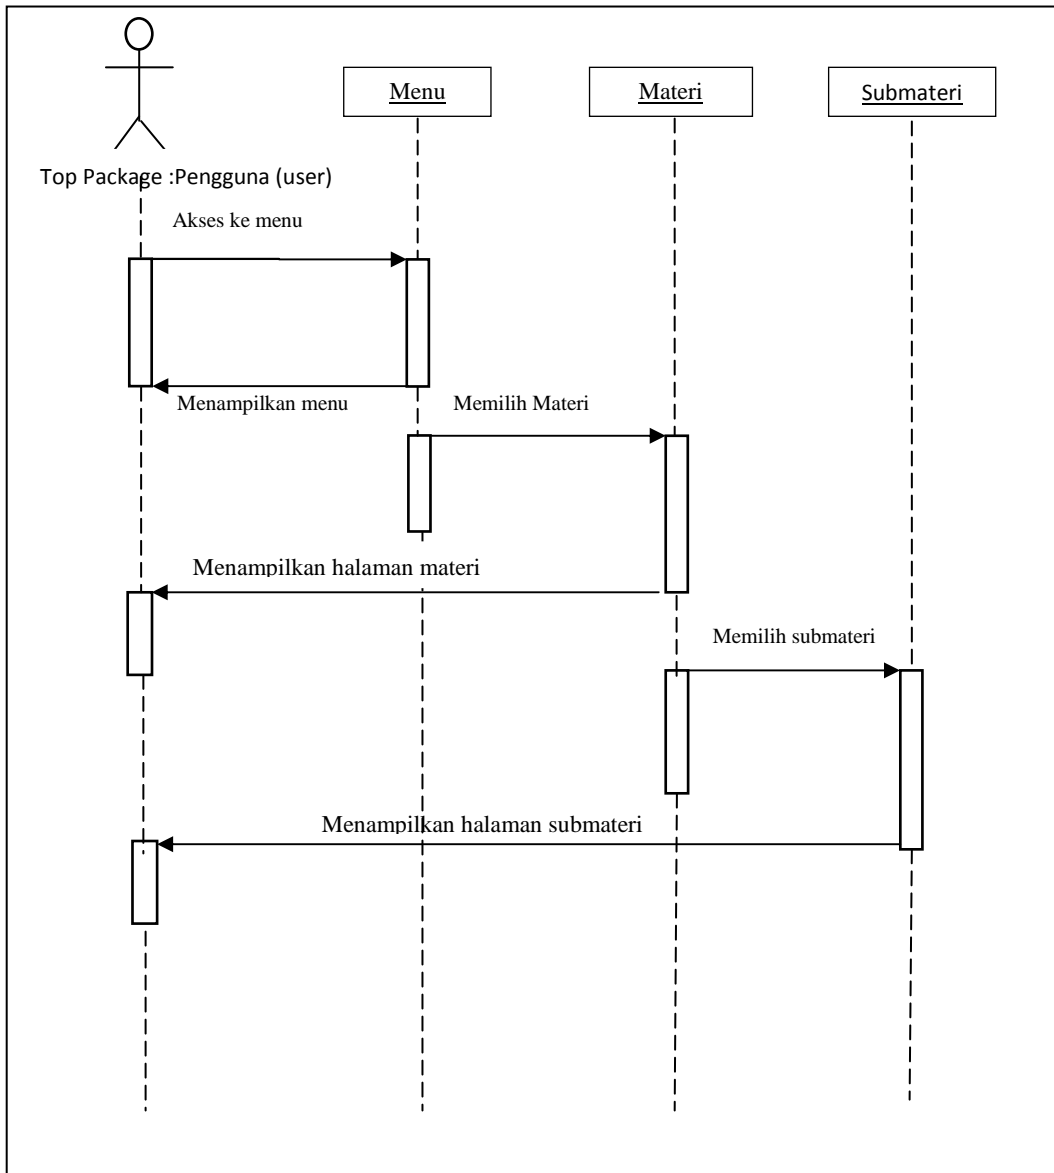 Menu
Materi
Submateri
Top Package :Pengguna (user)
Akses ke menu
Menampilkan menu
Memilih Materi
Menampilkan halaman materi
Memilih submateri
Menampilkan halaman submateri